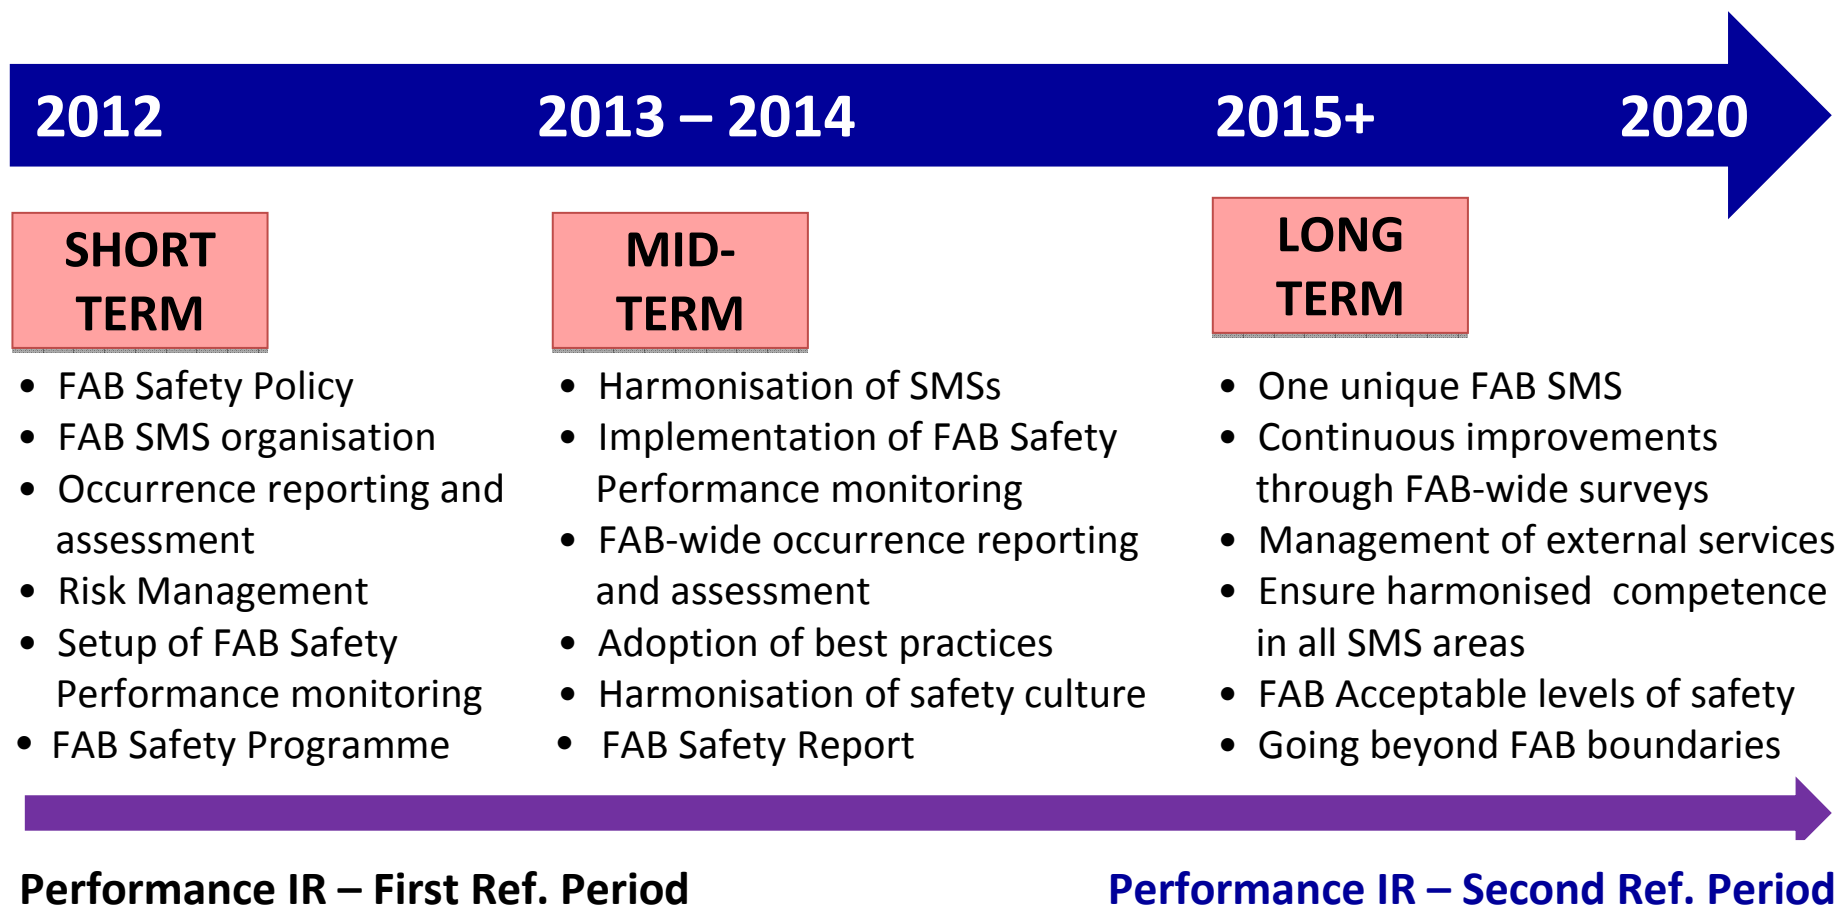 2012
2013 – 2014
2015+
2020
SHORT
TERM
• FAB Safety Policy
• FAB SMS organisation
• Occurrence reporting and
assessment
• Risk Management
• Setup of FAB Safety
Performance monitoring
• FAB Safety Programme
MID-
TERM
• Harmonisation of SMSs
• Implementation of FAB Safety
Performance monitoring
• FAB-wide occurrence reporting
and assessment
• Adoption of best practices
• Harmonisation of safety culture
• FAB Safety Report
LONG
TERM
• One unique FAB SMS
• Continuous improvements
through FAB-wide surveys
• Management of external services
• Ensure harmonised competence
in all SMS areas
• FAB Acceptable levels of safety
• Going beyond FAB boundaries
Performance IR – First Ref. Period
Performance IR – Second Ref. Period